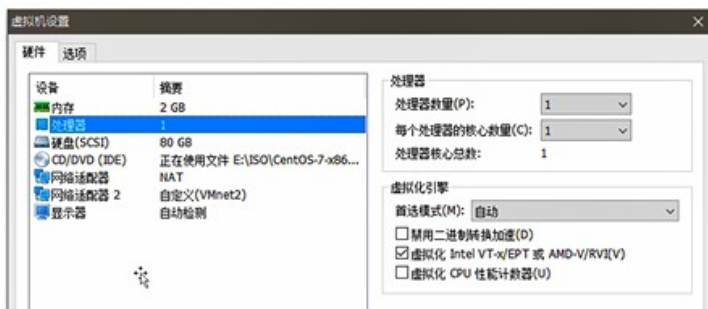 虚拟机设置
硬件 选项
设备 摘要
内存 2 GB
处理器 1
硬盘(SCSI) 80 GB
CD/DVD (IDE) 正在使用文件 E:\ISO\CentOS-7-x86...
网络适配器 NAT
网络适配器 2 自定义(VMnet2)
显示器 自动检测
处理器
处理器数量(P): 1
每个处理器的核心数量(C): 1
处理器核心总数: 1
虚拟化引擎
首选模式(M): 自动
禁用二进制转换加速(D)
虚拟化 Intel VT-x/EPT 或 AMD-V/RVI(V)
虚拟化 CPU 性能计数器(U)